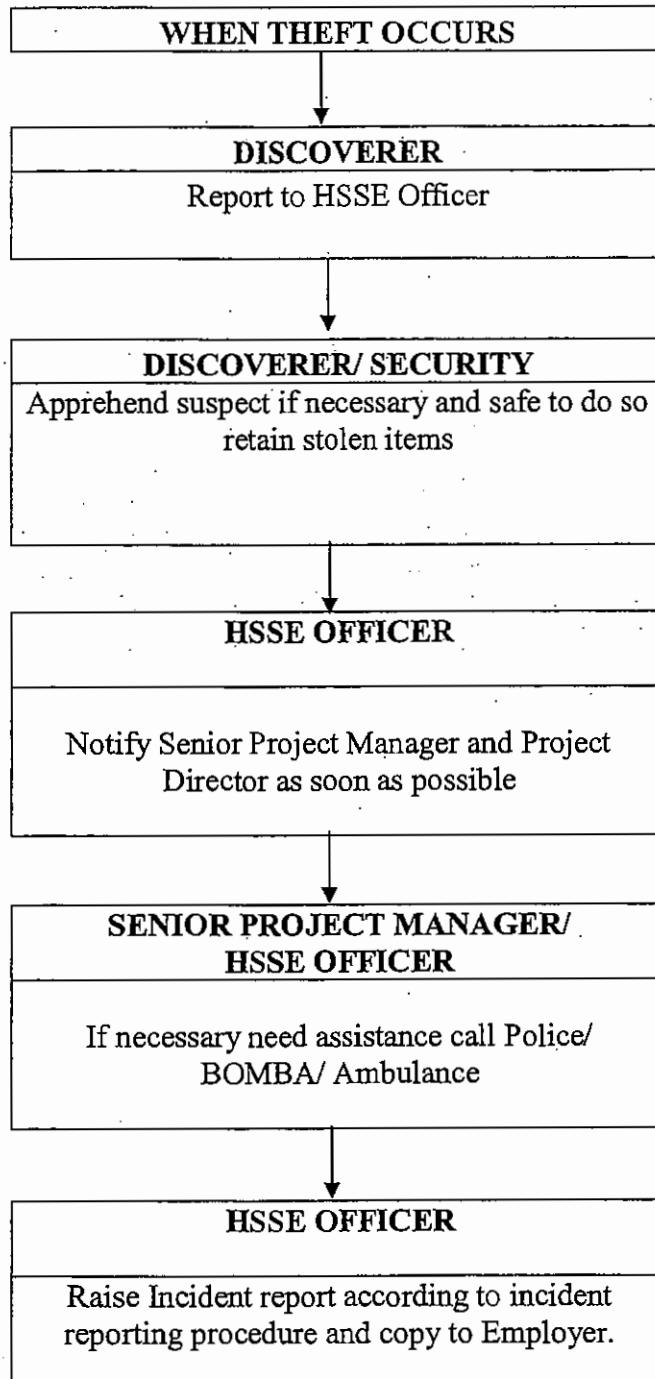 WHEN THEFT OCCURS
DISCOVERER
Report to HSSE Officer
DISCOVERER/ SECURITY
Apprehend suspect if necessary and safe to do so
retain stolen items
HSSE OFFICER
Notify Senior Project Manager and Project
Director as soon as possible
SENIOR PROJECT MANAGER/
HSSE OFFICER
If necessary need assistance call Police/
BOMBA/ Ambulance
HSSE OFFICER
Raise Incident report according to incident
reporting procedure and copy to Employer.